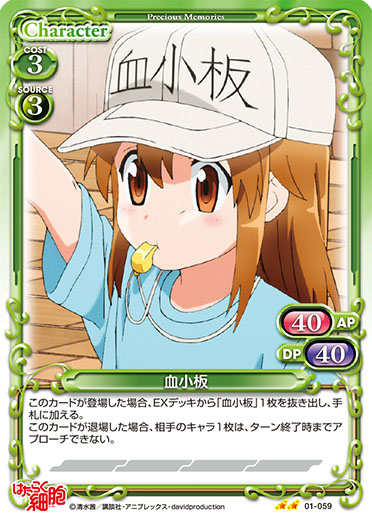 Precious Memories
Character
COST
3
SOURCE
3
血小板
40 AP
DP 40
血小板
このカードが登場した場合、EXデッキから「血小板」1枚を抜き出し、手
札に加える。
このカードが退場した場合、相手のキャラ1枚は、ターン終了時までア
プローチできない。
はたらく
細胞
©清水茜/講談社・アニプレックス・davidproduction
01-059